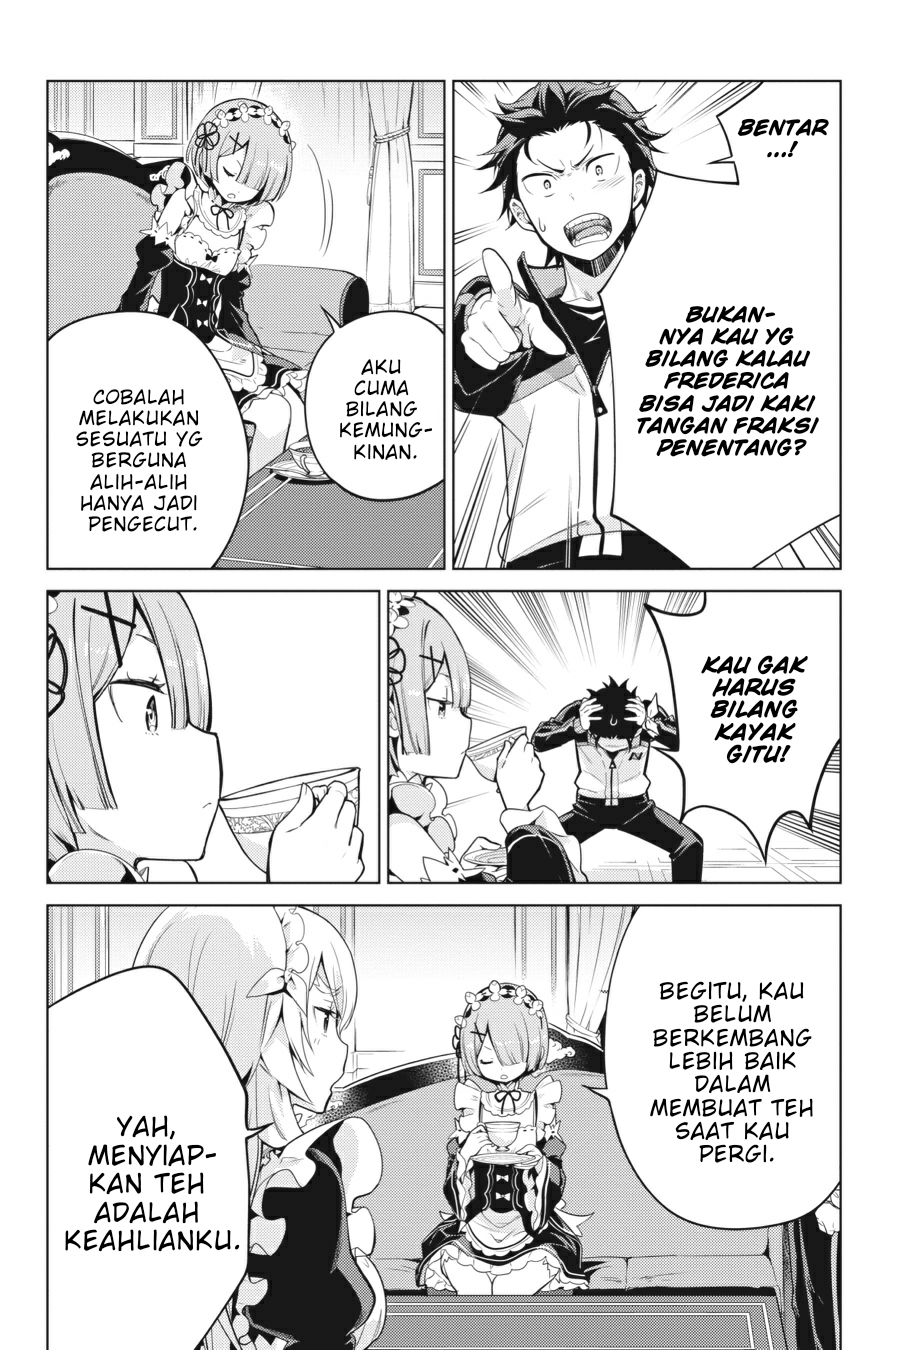 BENTAR
...!
BUKAN-
NYA KAU YG
BILANG KALAU
FREDERICA
BISA JADI KAKI
TANGAN FRAKSI
PENENTANG?
AKU
CUMA
BILANG
KEMUNG-
KINAN.
COBALAH
MELAKUKAN
SESUATU YG
BERGUNA
ALIH-ALIH
HANYA JADI
PENGECUT.
KAU GAK
HARUS
BILANG
KAYAK
GITU!
BEGITU, KAU
BELUM
BERKEMBANG
LEBIH BAIK
DALAM
MEMBUAT TEH
SAAT KAU
PERGI.
YAH,
MENYIAP-
KAN TEH
ADALAH
KEAHLIANKU.